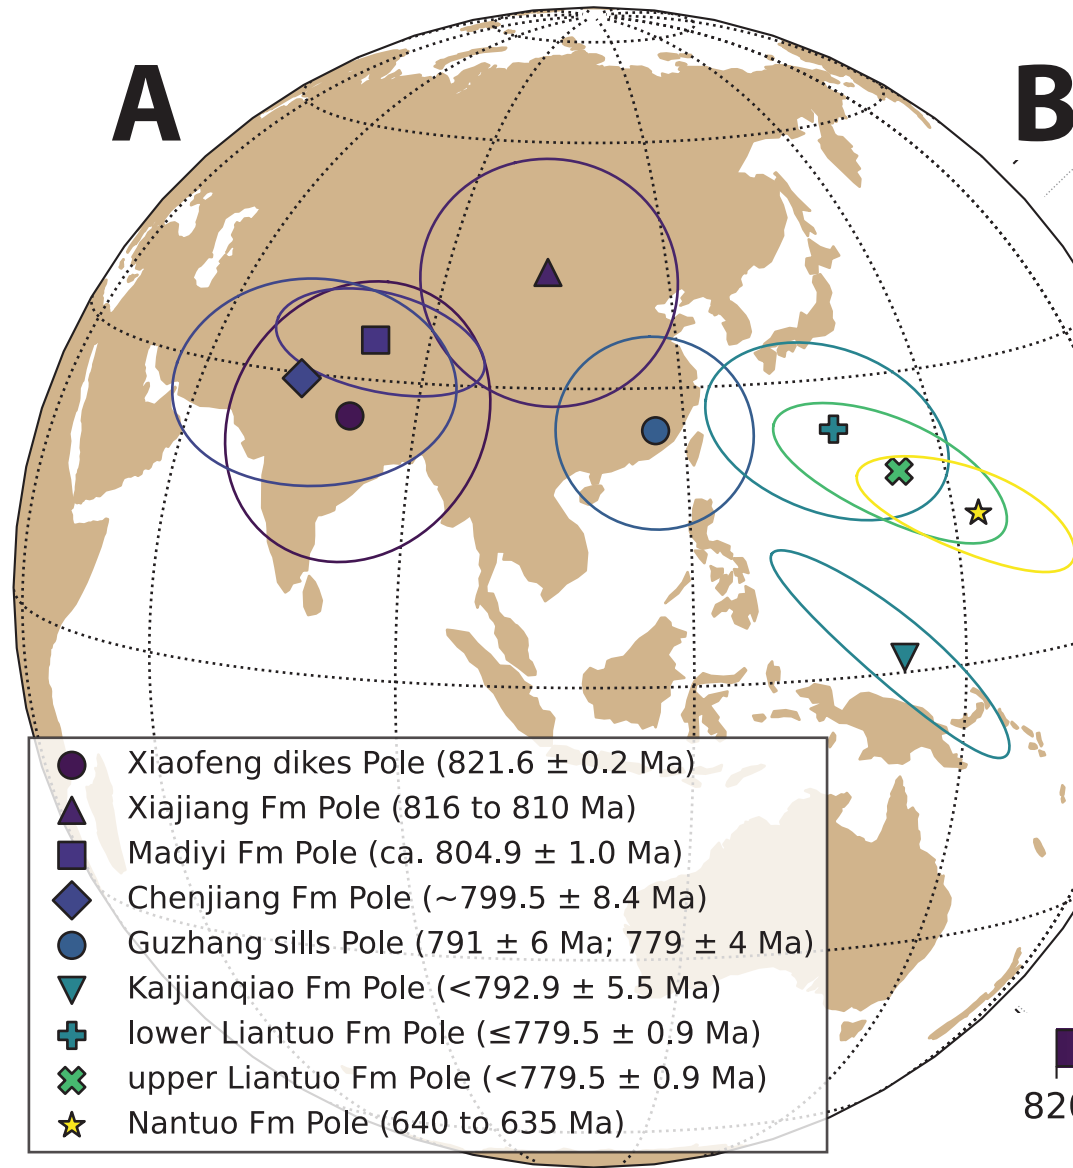 A
B
Xiaofeng dikes Pole (821.6 ± 0.2 Ma)
Xiajiang Fm Pole (816 to 810 Ma)
Madiyi Fm Pole (ca. 804.9 ± 1.0 Ma)
Chenjiang Fm Pole (~799.5 ± 8.4 Ma)
Guzhang sills Pole (791 ± 6 Ma; 779 ± 4 Ma)
Kaijianqiao Fm Pole (<792.9 ± 5.5 Ma)
lower Liantuo Fm Pole (≤779.5 ± 0.9 Ma)
upper Liantuo Fm Pole (<779.5 ± 0.9 Ma)
Nantuo Fm Pole (640 to 635 Ma)